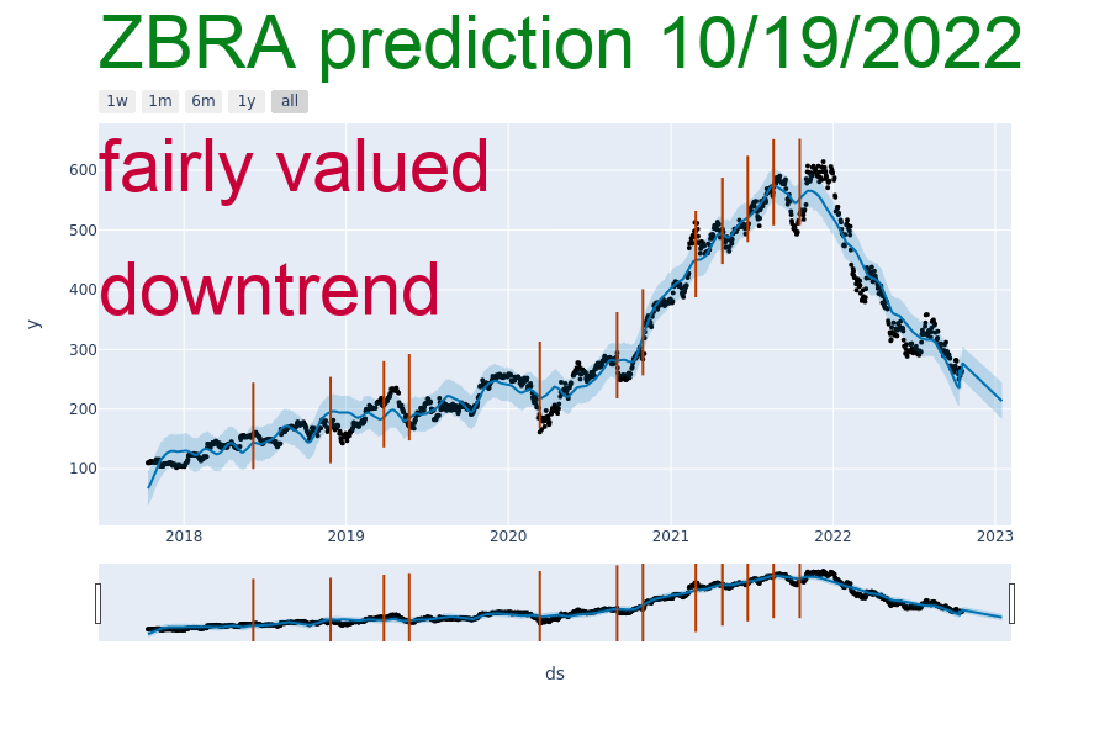 ZBRA prediction 10/19/2022
1w 1m 6m 1y all
fairly valued
downtrend
600
500
400
300
200
100
y
2018 2019 2020 2021 2022 2023
ds